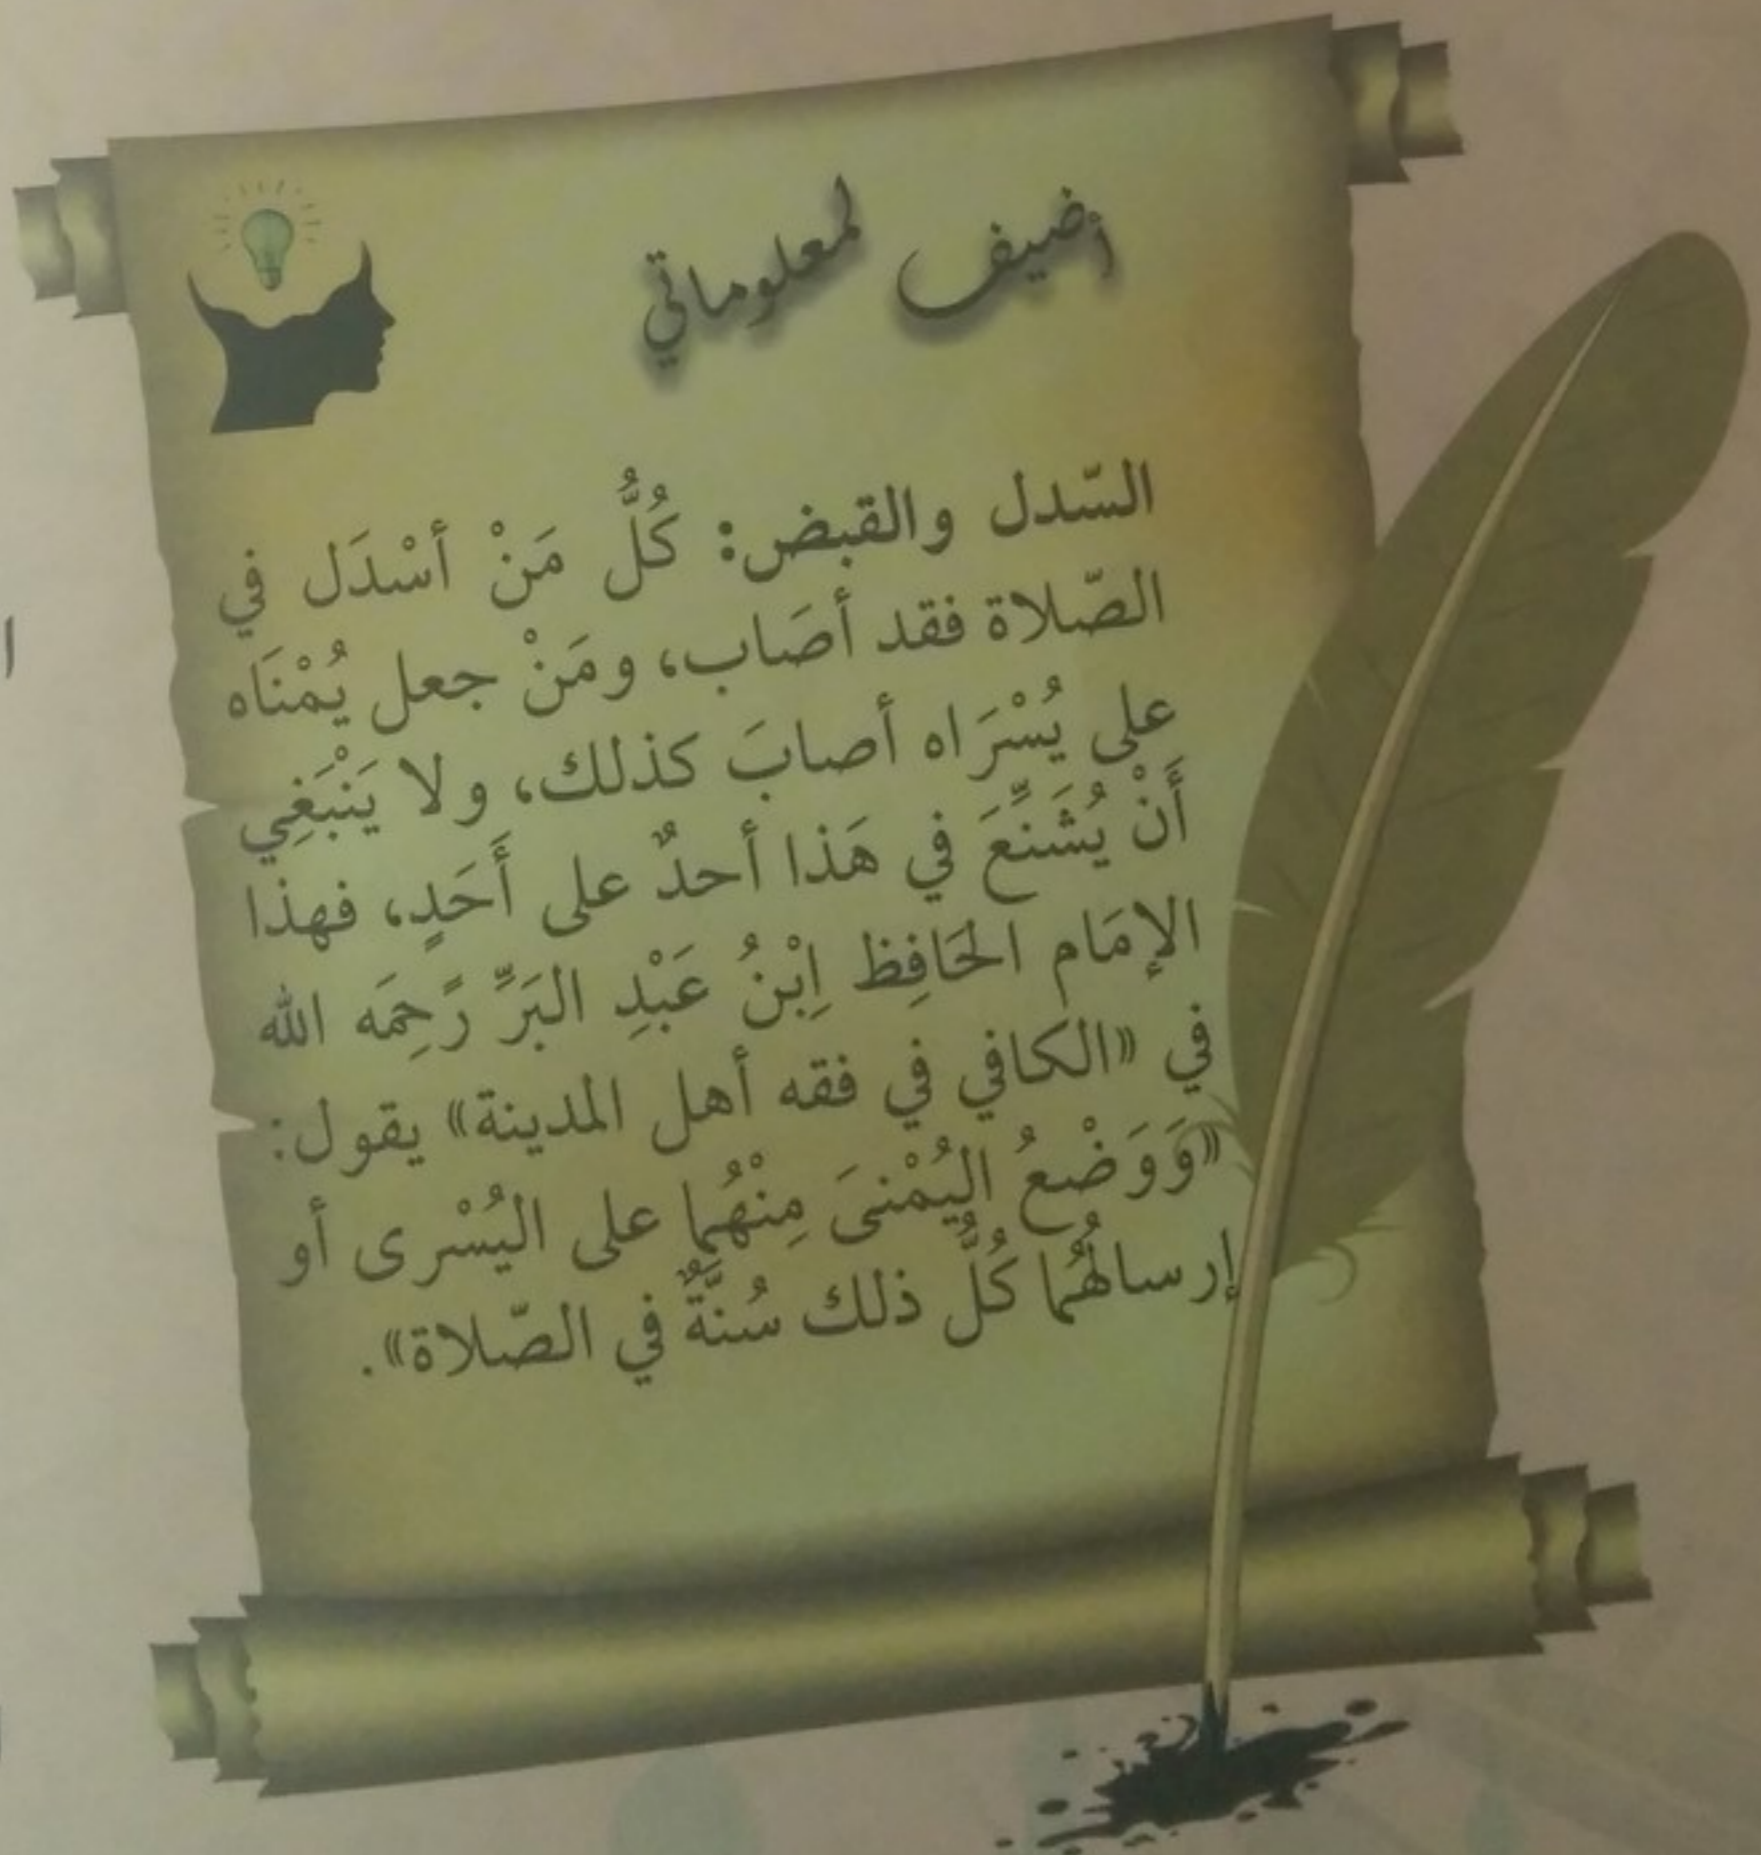 أضيف لمعلوماتي
السّدل والقبض: كُلُّ مَنْ أسْدَل في
الصّلاة فقد أصَاب، ومَنْ جعل يُمْنَاه
على يُسْرَاه أصابَ كذلك، ولا يَنْبَغِي
أَنْ يُشَنِّعَ في هَذا أحدٌ على أَحَدٍ، فهذا
الإمَام الحَافِظ اِبْنُ عَبْدِ البَرِّ رًحِمَه الله
في «الكافي في فقه أهل المدينة» يقول:
«وَوَضْعُ اليُمْنىَ مِنْهُما على اليُسْرى أو
إرسالهُما كُلُّ ذلك سُنَّةٌ في الصّلاة».